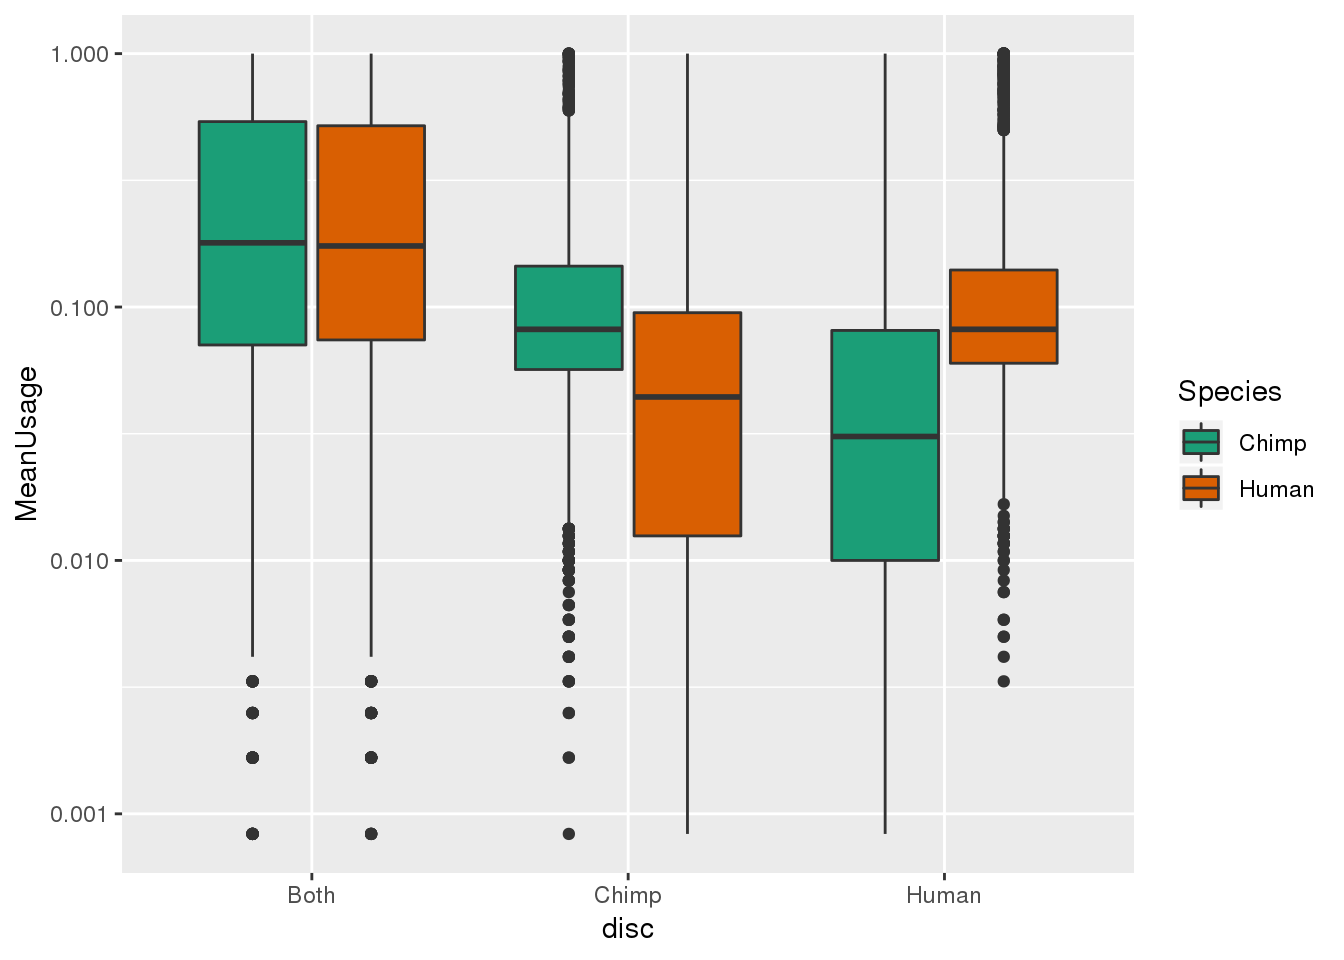 1.000
0.100
0.010
0.001
MeanUsage
Both
Chimp
Human
disc
Species
Chimp
Human